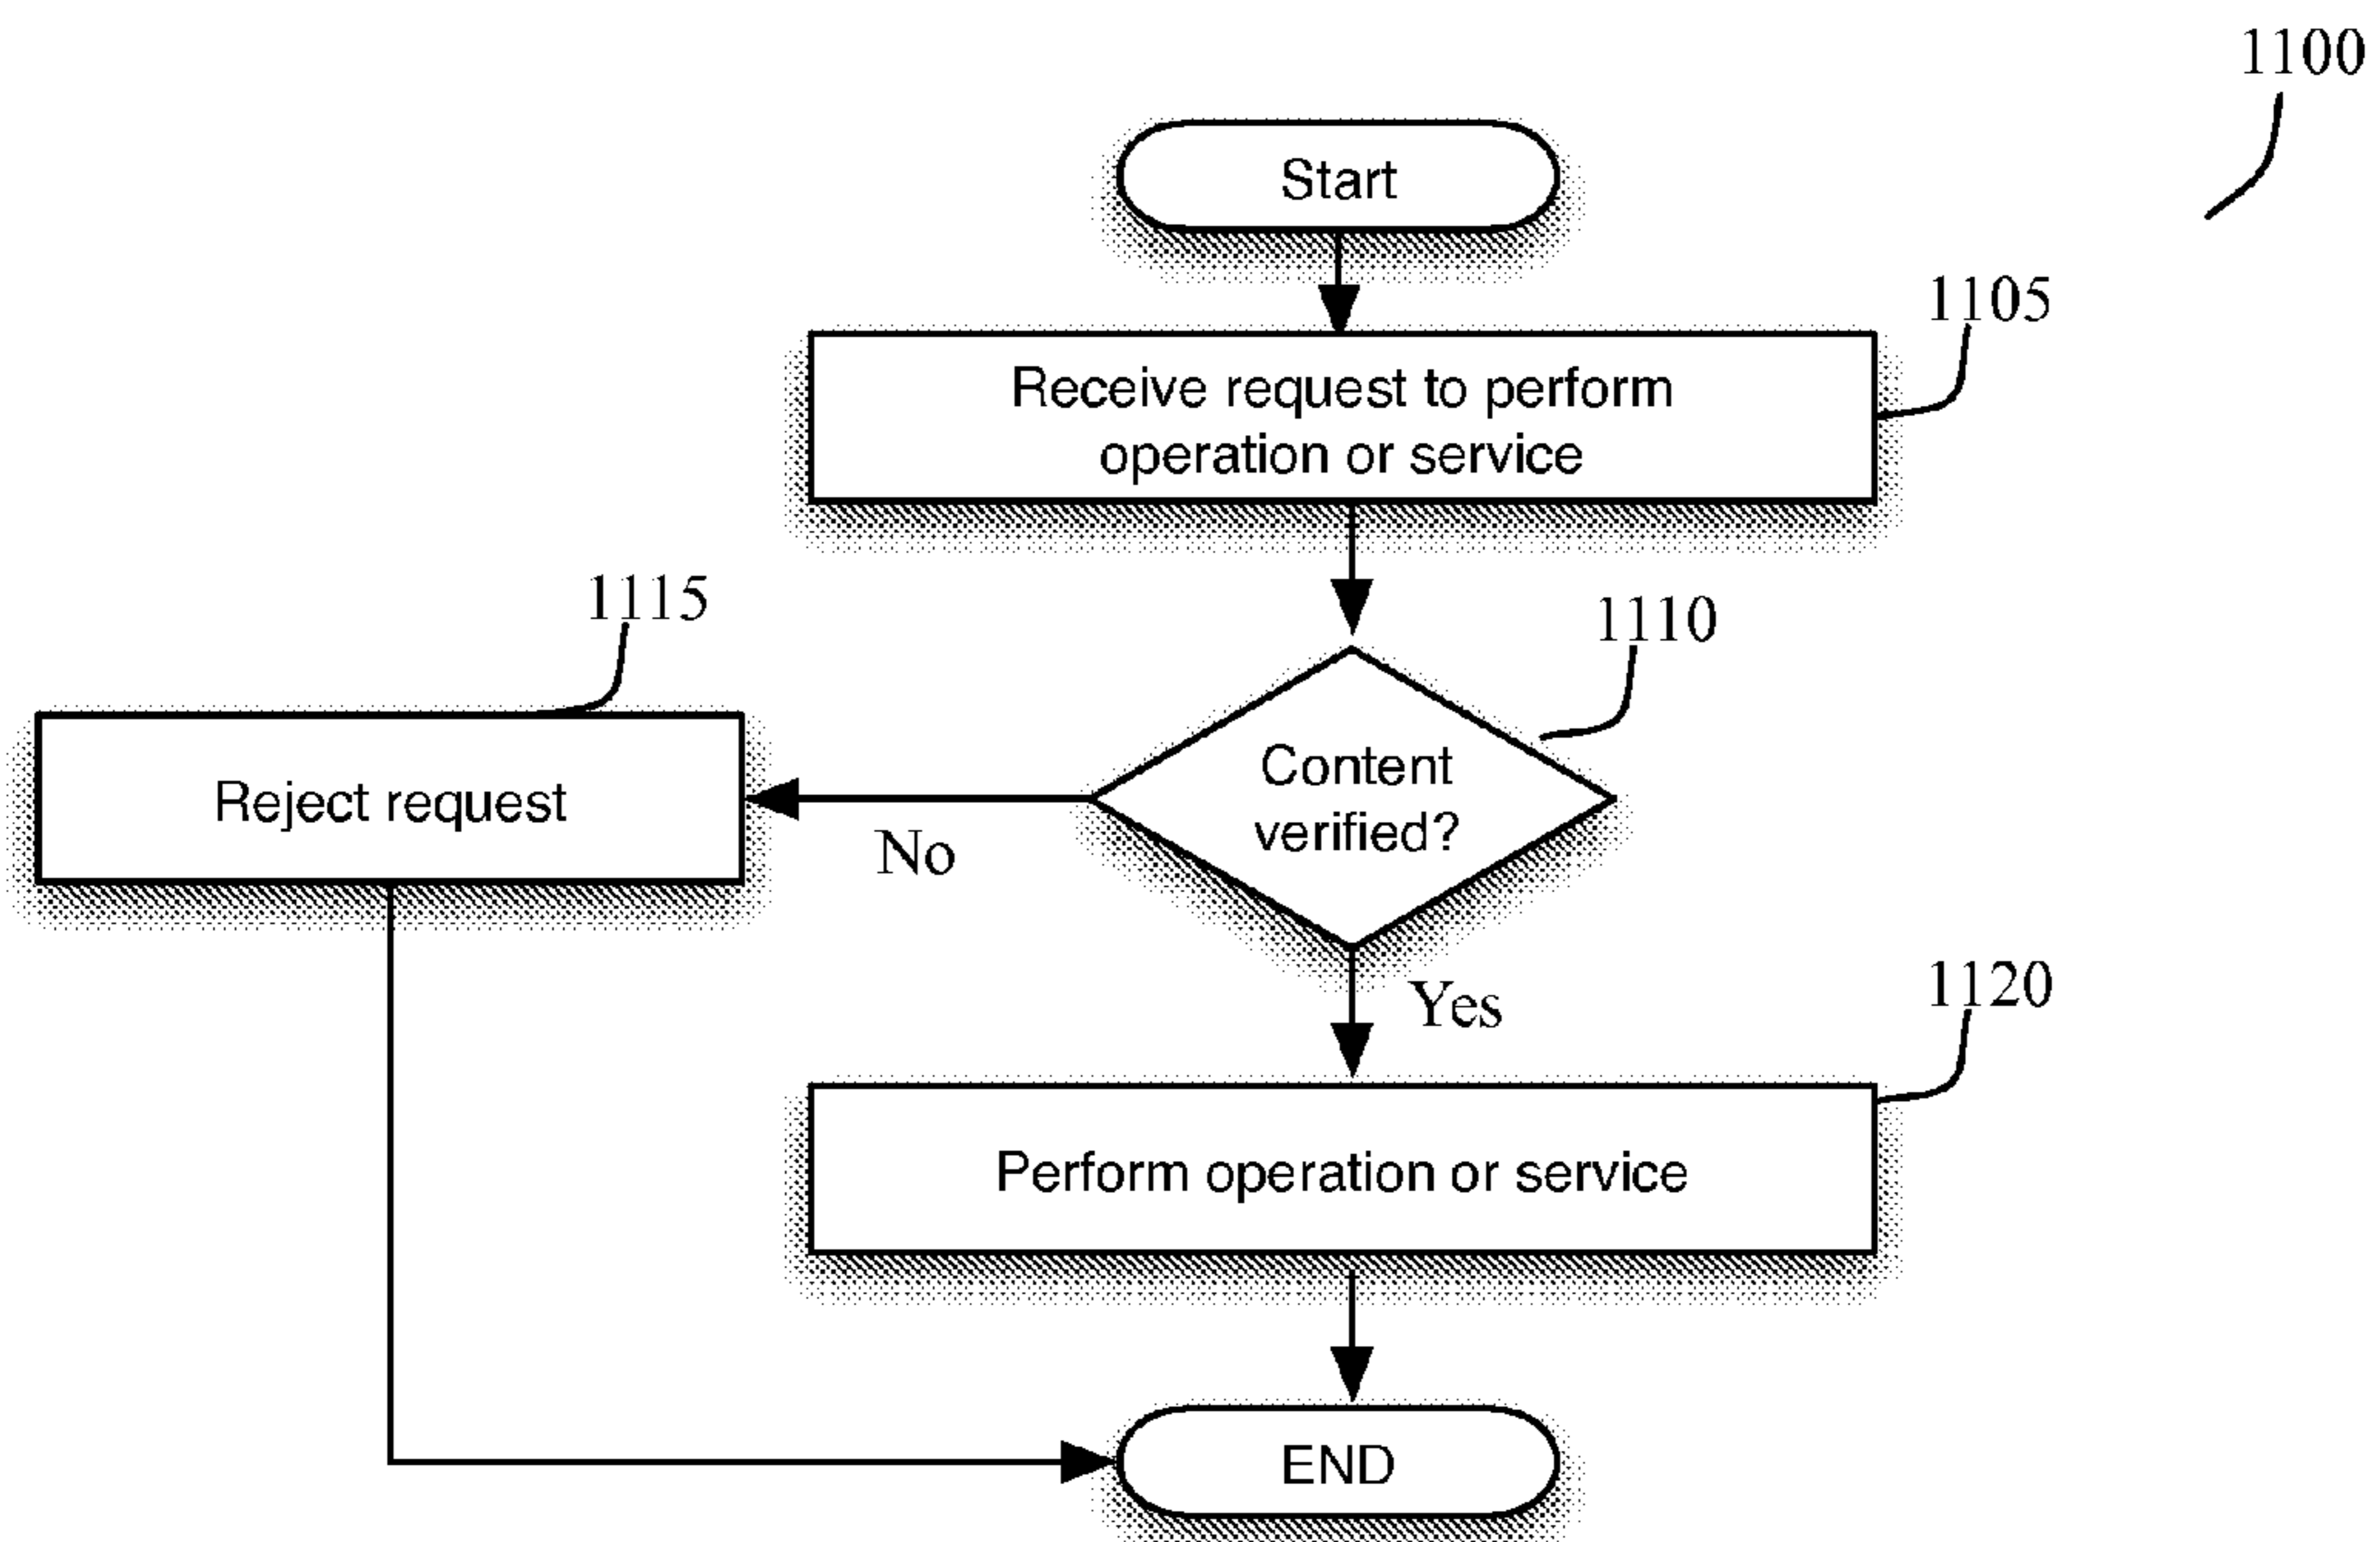 1100
Start
1105
Receive request to perform
operation or service
1115
1110
Content
verified?
Reject request
No
Yes
1120
Perform operation or service
END